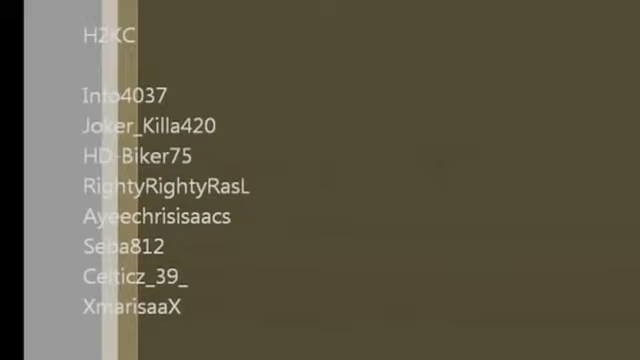 H2KC
Into4037
Joker_Killa420
HD-Biker75
RightyRightyRasL
Ayeechrisisaacs
Seba812
Celticz_39_
XmarisaaX